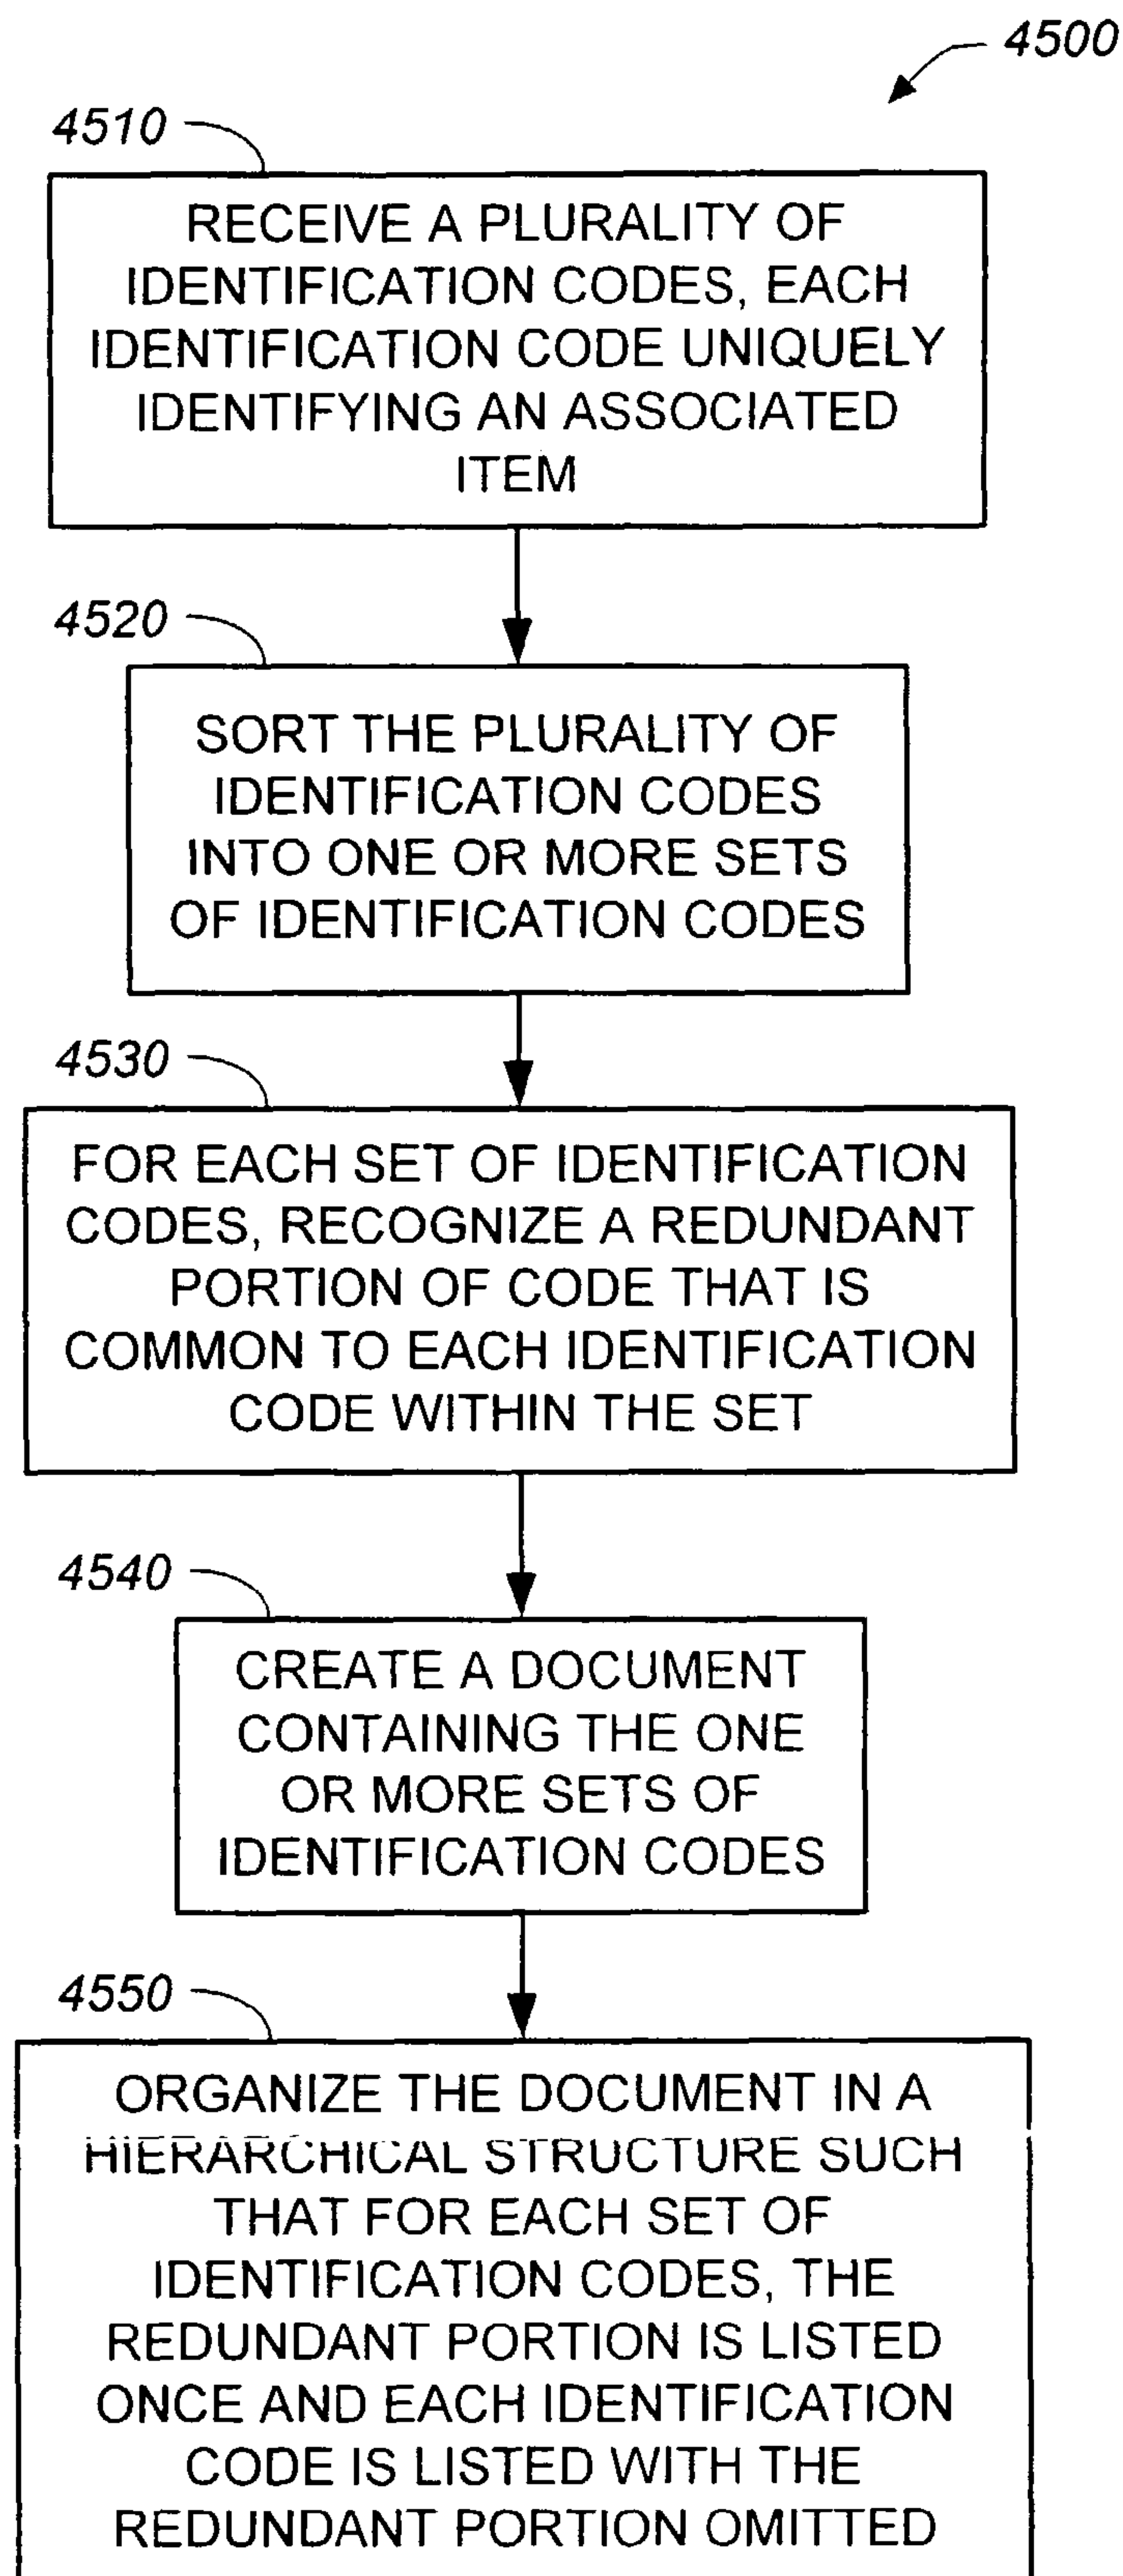 4500
4510
RECEIVE A PLURALITY OF
IDENTIFICATION CODES, EACH
IDENTIFICATION CODE UNIQUELY
IDENTIFYING AN ASSOCIATED
ITEM
4520
SORT THE PLURALITY OF
IDENTIFICATION CODES
INTO ONE OR MORE SETS
OF IDENTIFICATION CODES
4530
FOR EACH SET OF IDENTIFICATION
CODES, RECOGNIZE A REDUNDANT
PORTION OF CODE THAT IS
COMMON TO EACH IDENTIFICATION
CODE WITHIN THE SET
4540
CREATE A DOCUMENT
CONTAINING THE ONE
OR MORE SETS OF
IDENTIFICATION CODES
4550
ORGANIZE THE DOCUMENT IN A
HIERARCHICAL STRUCTURE SUCH
THAT FOR EACH SET OF
IDENTIFICATION CODES, THE
REDUNDANT PORTION IS LISTED
ONCE AND EACH IDENTIFICATION
CODE IS LISTED WITH THE
REDUNDANT PORTION OMITTED